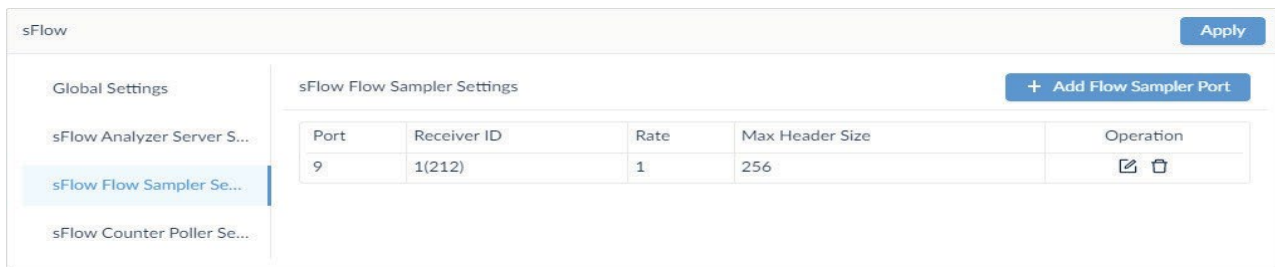 sFlow
Apply
Global Settings
sFlow Analyzer Server S...
sFlow Flow Sampler Se...
sFlow Counter Poller Se...
sFlow Flow Sampler Settings
+ Add Flow Sampler Port
Port Receiver ID Rate Max Header Size Operation
9 1(212) 1 256